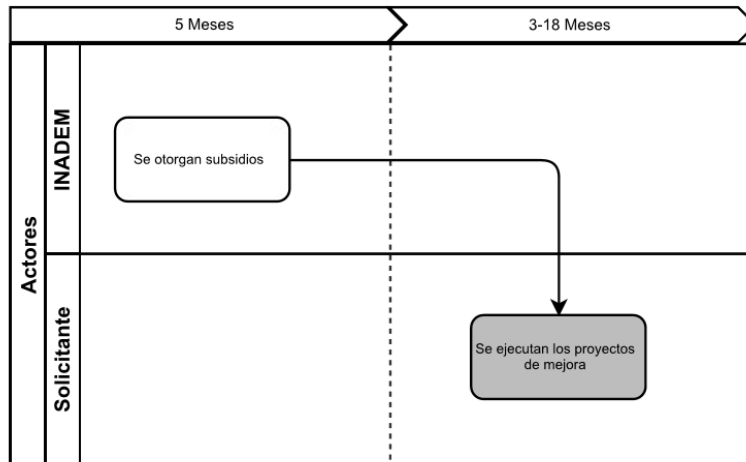 5 Meses
3-18 Meses
Actores
INADEM
Se otorgan subsidios
Solicitante
Se ejecutan los proyectos
de mejora